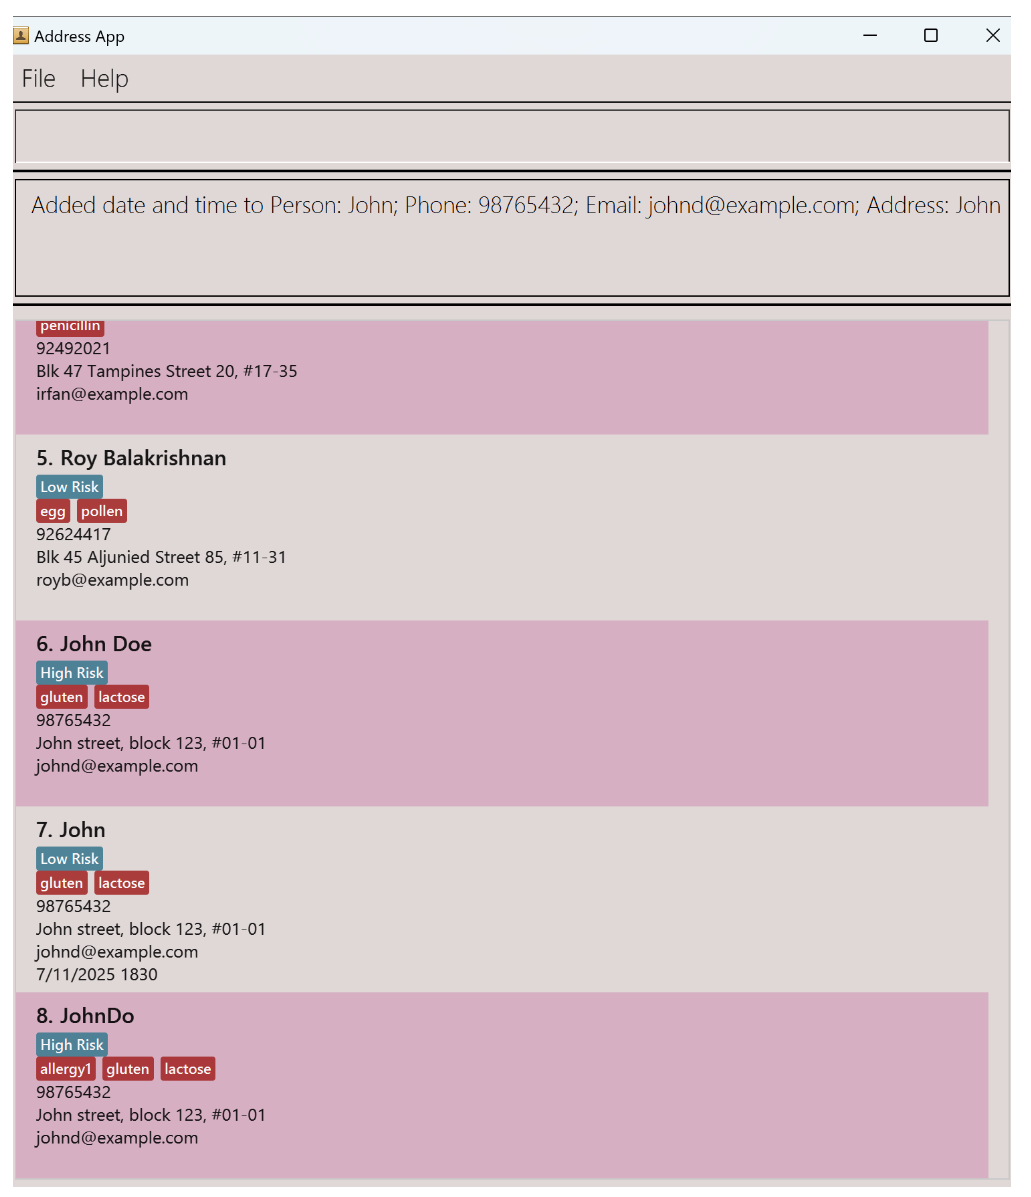 Address App
File Help
Added date and time to Person: John; Phone: 98765432; Email: johnd@example.com; Address: John
penicillin
92492021
Blk 47 Tampines Street 20, #17-35
irfan@example.com
5. Roy Balakrishnan
Low Risk
egg pollen
92624417
Blk 45 Aljunied Street 85, #11-31
royb@example.com
6. John Doe
High Risk
gluten lactose
98765432
John street, block 123, #01-01
johnd@example.com
7. John
Low Risk
gluten lactose
98765432
John street, block 123, #01-01
johnd@example.com
7/11/2025 1830
8. JohnDo
High Risk
allergy1 gluten lactose
98765432
John street, block 123, #01-01
johnd@example.com